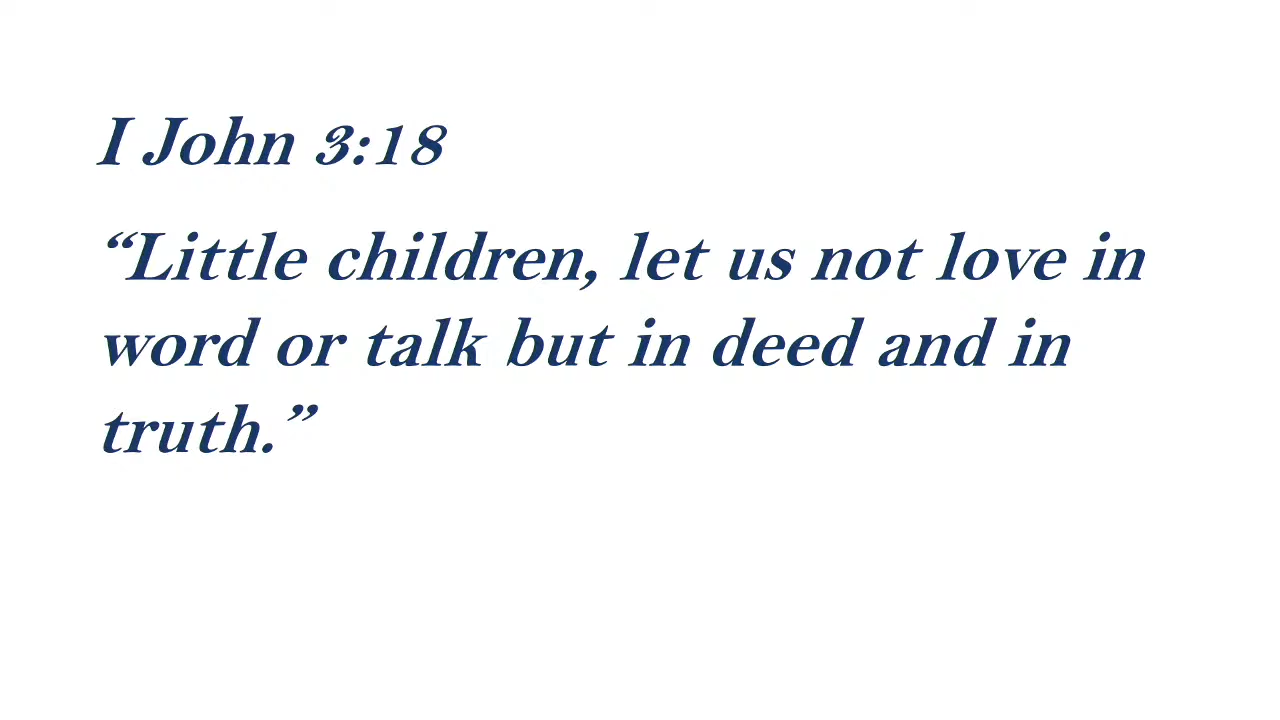 I John 3:18
“Little children, let us not love in
word or talk but in deed and in
truth.”